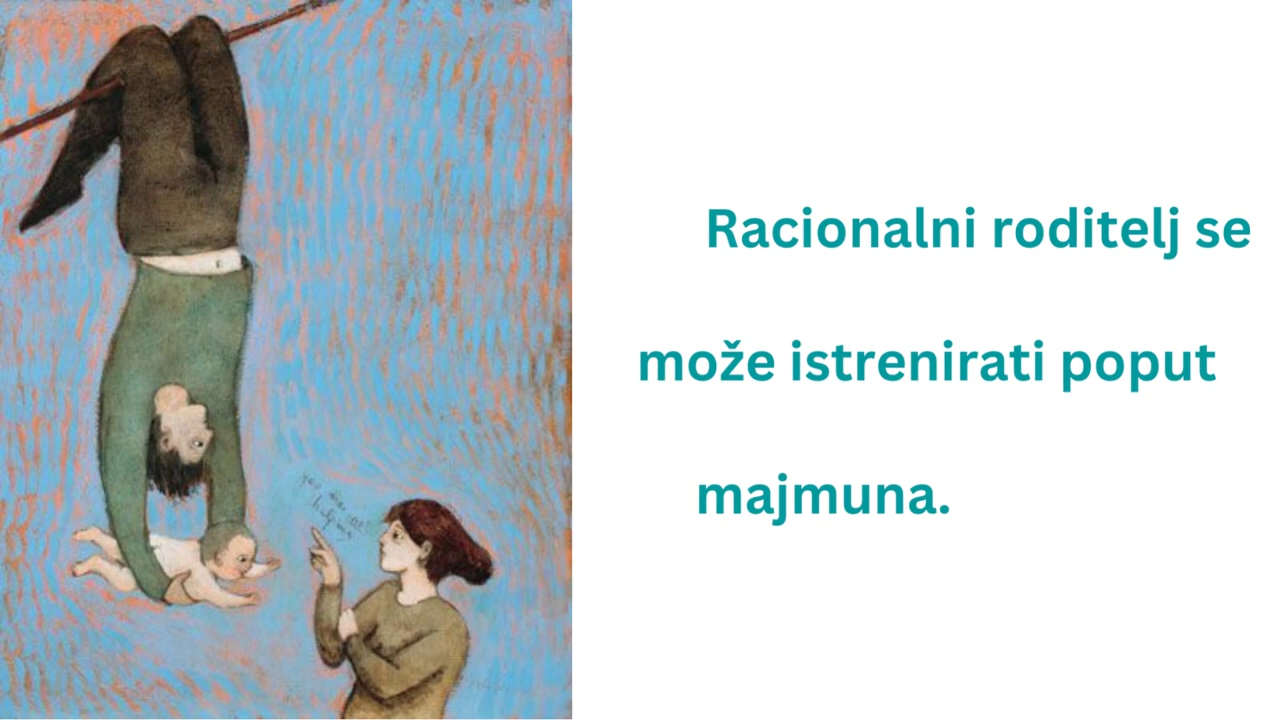 Racionalni roditelj se
može istrenirati poput
majmuna.